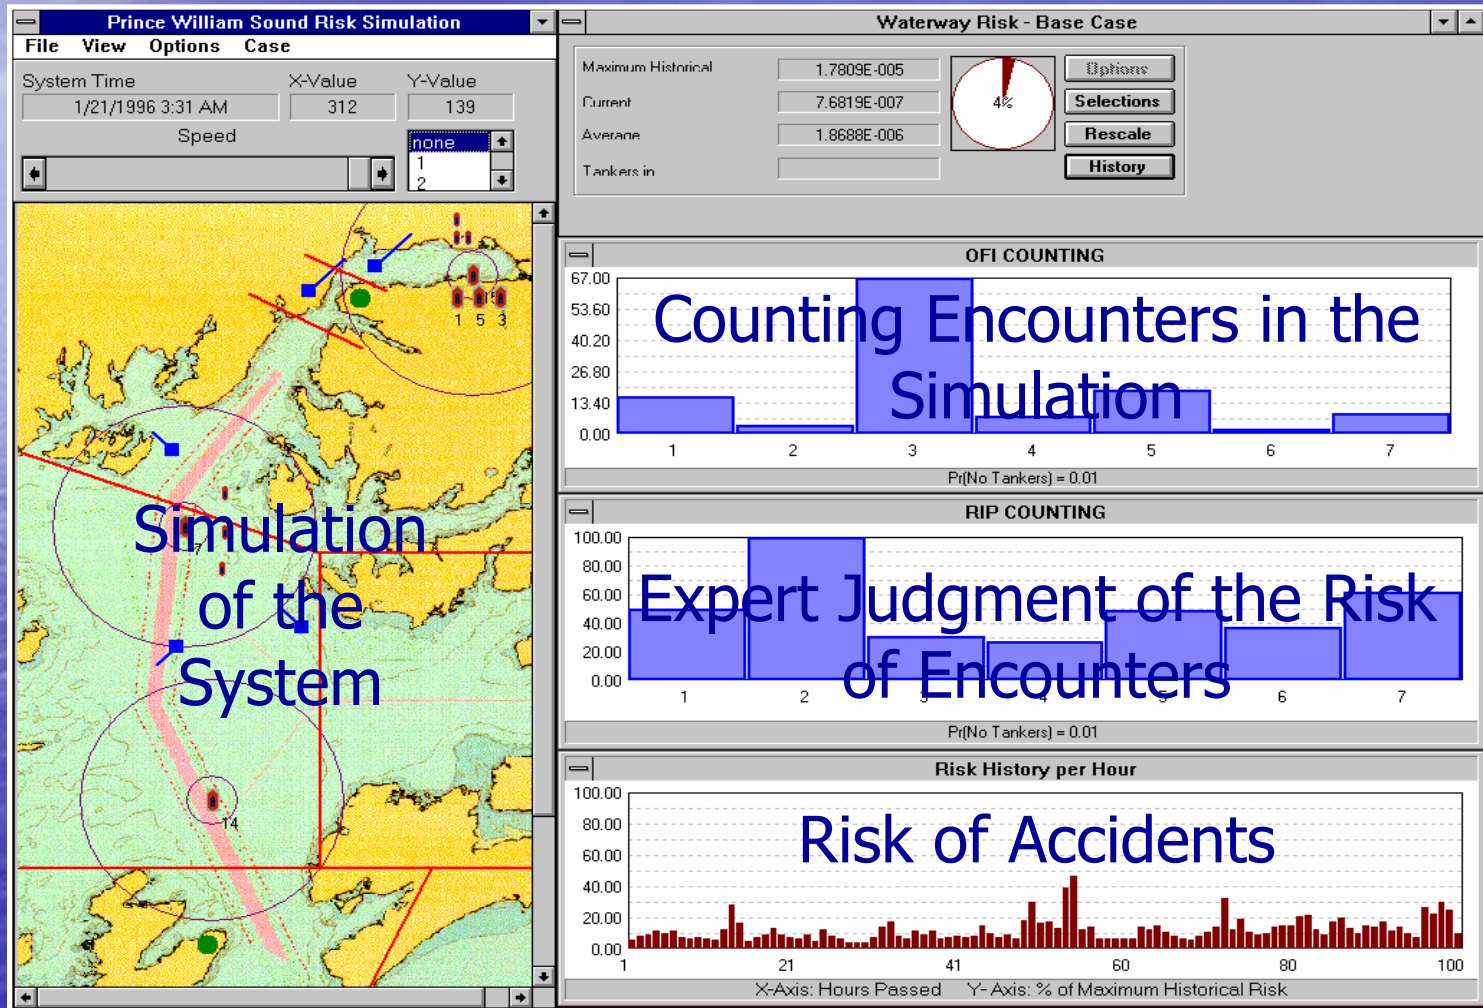 Prince William Sound Risk Simulation
File View Options Case
System Time X-Value Y-Value
1/21/1996 3:31 AM 312 139
Speed
none
1
2
1 5 3
7
14
Simulation
of the
System
Waterway Risk - Base Case
Maximum Historical 1.7809E-005
Current 7.6819E-007
Average 1.8688E-006
Tankers in
4%
Options
Selections
Rescale
History
OFI COUNTING
67.00
53.60
40.20
26.80
13.40
0.00
1 2 3 4 5 6 7
Pr(No Tankers) = 0.01
Counting Encounters in the
Simulation
RIP COUNTING
100.00
80.00
60.00
40.00
20.00
0.00
1 2 3 4 5 6 7
Pr(No Tankers) = 0.01
Expert Judgment of the Risk
of Encounters
Risk History per Hour
100.00
80.00
60.00
40.00
20.00
0.00
1 21 41 60 80 100
X-Axis: Hours Passed Y- Axis: % of Maximum Historical Risk
Risk of Accidents